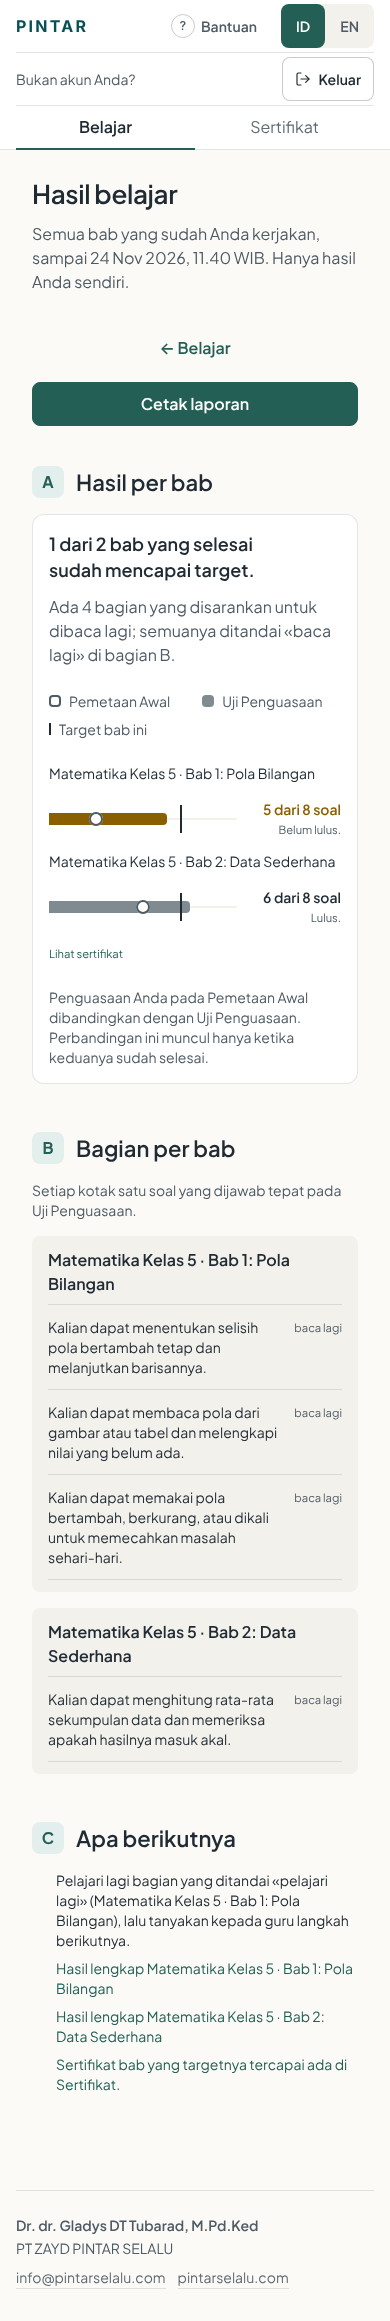 PINTAR
? Bantuan
ID EN
Bukan akun Anda?
Keluar
Belajar
Sertifikat
Hasil belajar
Semua bab yang sudah Anda kerjakan,
sampai 24 Nov 2026, 11.40 WIB. Hanya hasil
Anda sendiri.
← Belajar
Cetak laporan
A Hasil per bab
1 dari 2 bab yang selesai
sudah mencapai target.
Ada 4 bagian yang disarankan untuk
dibaca lagi; semuanya ditandai «baca
lagi» di bagian B.
Pemetaan Awal
Uji Penguasaan
Target bab ini
Matematika Kelas 5 · Bab 1: Pola Bilangan
5 dari 8 soal
Belum lulus.
Matematika Kelas 5 · Bab 2: Data Sederhana
6 dari 8 soal
Lulus.
Lihat sertifikat
Penguasaan Anda pada Pemetaan Awal
dibandingkan dengan Uji Penguasaan.
Perbandingan ini muncul hanya ketika
keduanya sudah selesai.
B Bagian per bab
Setiap kotak satu soal yang dijawab tepat pada
Uji Penguasaan.
Matematika Kelas 5 · Bab 1: Pola
Bilangan
Kalian dapat menentukan selisih
pola bertambah tetap dan
melanjutkan barisannya.
baca lagi
Kalian dapat membaca pola dari
gambar atau tabel dan melengkapi
nilai yang belum ada.
baca lagi
Kalian dapat memakai pola
bertambah, berkurang, atau dikali
untuk memecahkan masalah
sehari-hari.
baca lagi
Matematika Kelas 5 · Bab 2: Data
Sederhana
Kalian dapat menghitung rata-rata
sekumpulan data dan memeriksa
apakah hasilnya masuk akal.
baca lagi
C Apa berikutnya
Pelajari lagi bagian yang ditandai «pelajari
lagi» (Matematika Kelas 5 · Bab 1: Pola
Bilangan), lalu tanyakan kepada guru langkah
berikutnya.
Hasil lengkap Matematika Kelas 5 · Bab 1: Pola
Bilangan
Hasil lengkap Matematika Kelas 5 · Bab 2:
Data Sederhana
Sertifikat bab yang targetnya tercapai ada di
Sertifikat.
Dr. dr. Gladys DT Tubarad, M.Pd.Ked
PT ZAYD PINTAR SELALU
info@pintarselalu.com pintarselalu.com